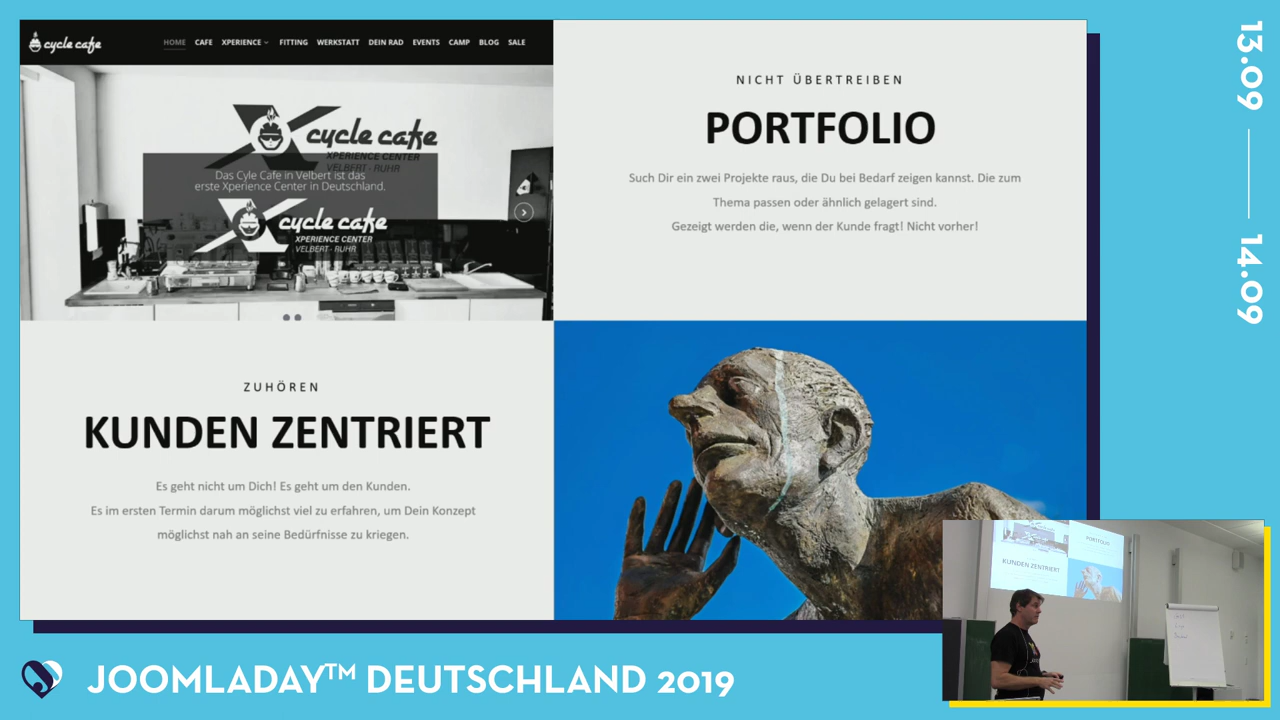 cycle cafe
HOME CAFE XPERIENCE FITTING WERKSTATT DEIN RAD EVENTS CAMP BLOG SALE
cycle cafe
XPERIENCE CENTER
VELBERT - RUHR
Das Cyle Cafe in Velbert ist das
erste Xperience Center in Deutschland.
cycle cafe
XPERIENCE CENTER
VELBERT - RUHR
NICHT ÜBERTREIBEN
PORTFOLIO
Such Dir ein zwei Projekte raus, die Du bei Bedarf zeigen kannst. Die zum
Thema passen oder ähnlich gelagert sind.
Gezeigt werden die, wenn der Kunde fragt! Nicht vorher!
ZUHÖREN
KUNDEN ZENTRIERT
Es geht nicht um Dich! Es geht um den Kunden.
Es im ersten Termin darum möglichst viel zu erfahren, um Dein Konzept
möglichst nah an seine Bedürfnisse zu kriegen.
13.09
14.09
PORTFOLIO
KUNDEN ZENTRIERT
JOOMLADAY™ DEUTSCHLAND 2019